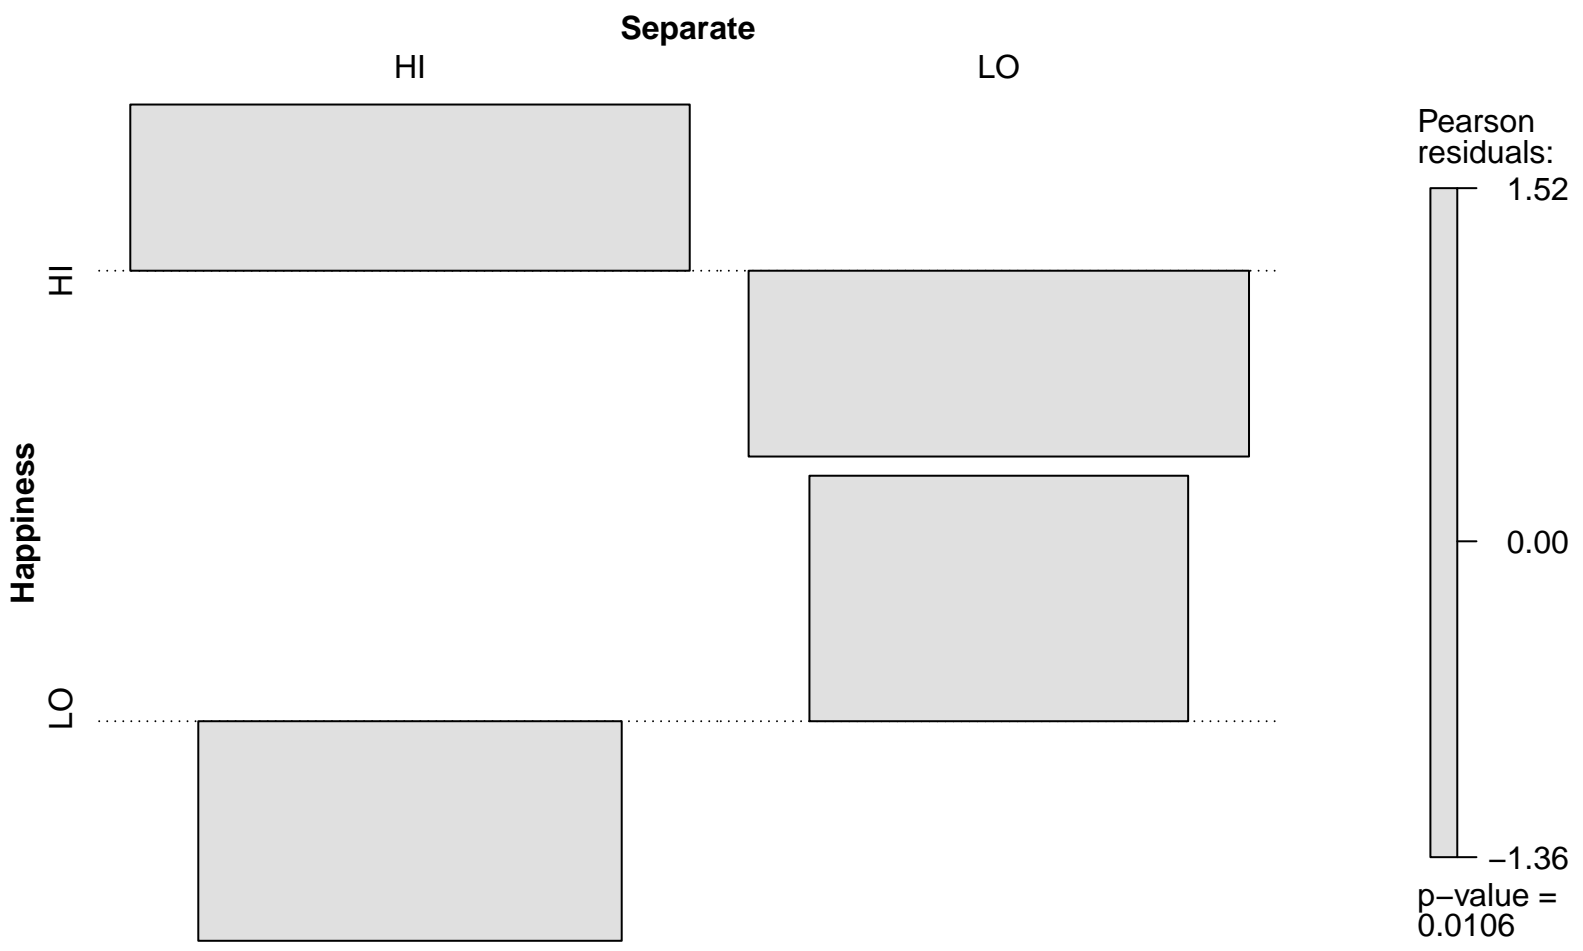 Separate
HI
LO
Pearson
residuals:
1.52
0.00
−1.36
p−value =
0.0106
Happiness
HI
LO